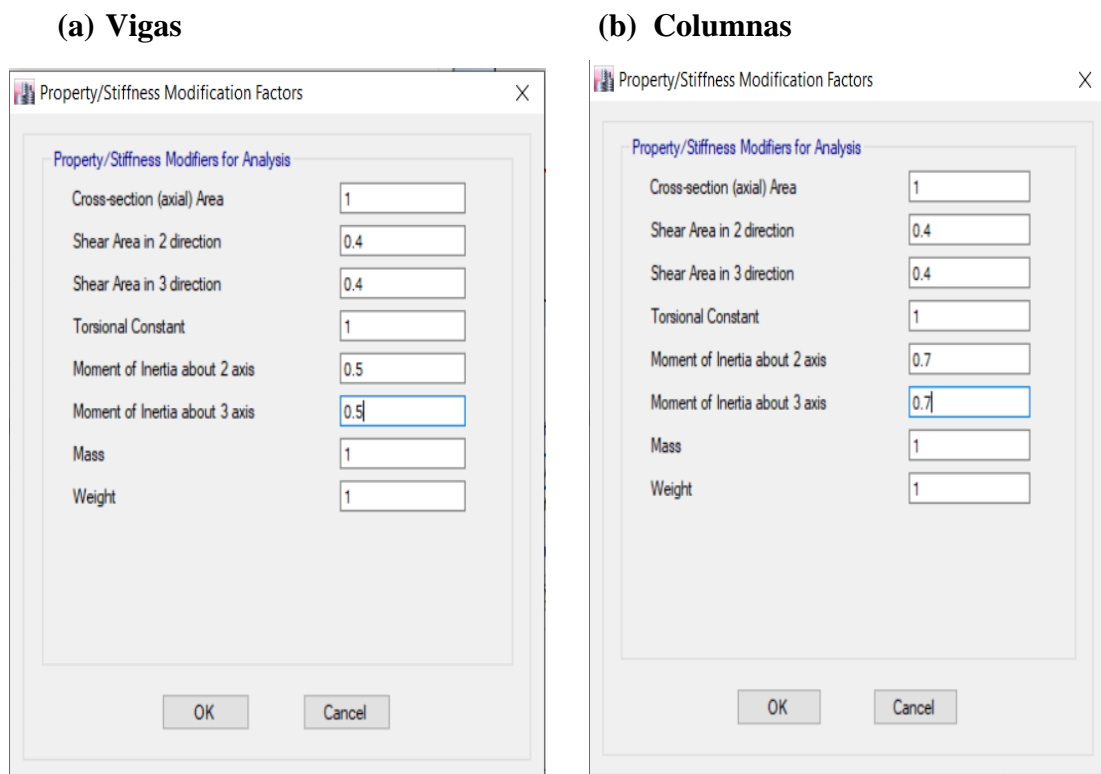 (a) Vigas
Property/Stiffness Modification Factors
Property/Stiffness Modifiers for Analysis
Cross-section (axial) Area 1
Shear Area in 2 direction 0.4
Shear Area in 3 direction 0.4
Torsional Constant 1
Moment of Inertia about 2 axis 0.5
Moment of Inertia about 3 axis 0.5
Mass 1
Weight 1
OK Cancel
(b) Columnas
Property/Stiffness Modification Factors
Property/Stiffness Modifiers for Analysis
Cross-section (axial) Area 1
Shear Area in 2 direction 0.4
Shear Area in 3 direction 0.4
Torsional Constant 1
Moment of Inertia about 2 axis 0.7
Moment of Inertia about 3 axis 0.7
Mass 1
Weight 1
OK Cancel